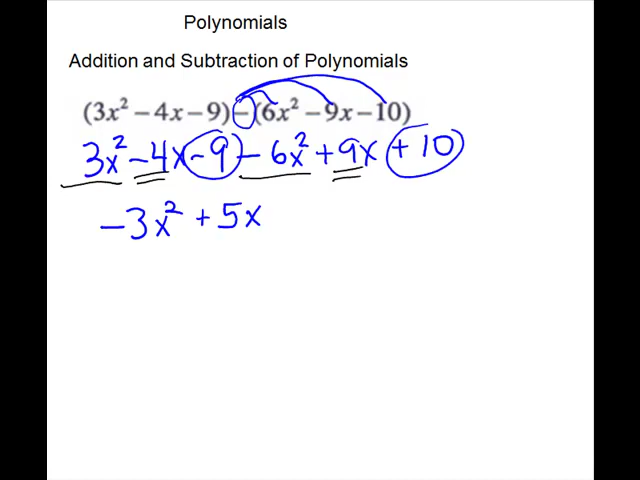 Polynomials
Addition and Subtraction of Polynomials
(3x² − 4x − 9) − (6x² − 9x − 10)
3x² − 4x − 9 − 6x² + 9x + 10
− 3x² + 5x